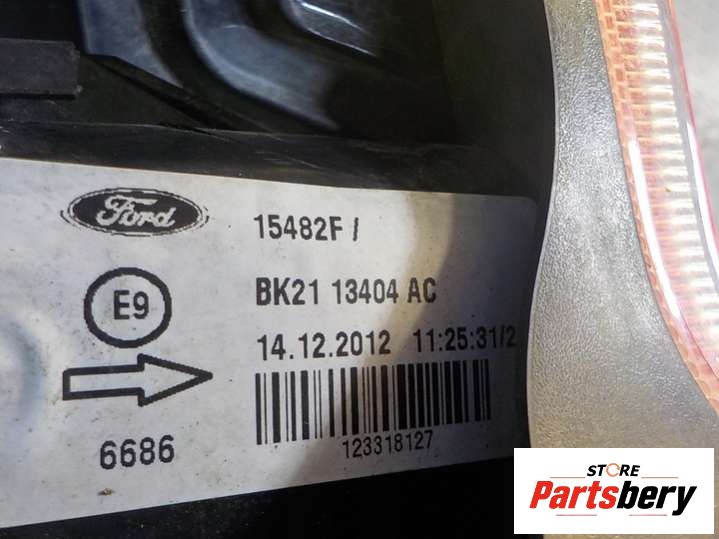 Ford
15482F /
E9
BK21 13404 AC
14.12.2012 11:25:31/2
6686
123318127
STORE
Partsbery